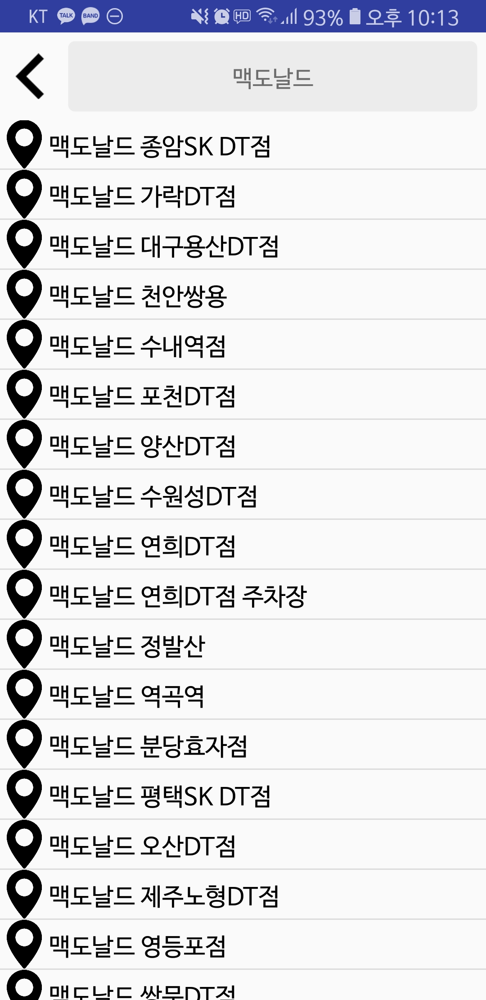 KT TALK BAND HD 93% 오후 10:13
맥도날드
맥도날드 종암SK DT점
맥도날드 가락DT점
맥도날드 대구용산DT점
맥도날드 천안쌍용
맥도날드 수내역점
맥도날드 포천DT점
맥도날드 양산DT점
맥도날드 수원성DT점
맥도날드 연희DT점
맥도날드 연희DT점 주차장
맥도날드 정발산
맥도날드 역곡역
맥도날드 분당효자점
맥도날드 평택SK DT점
맥도날드 오산DT점
맥도날드 제주노형DT점
맥도날드 영등포점
맥도날드